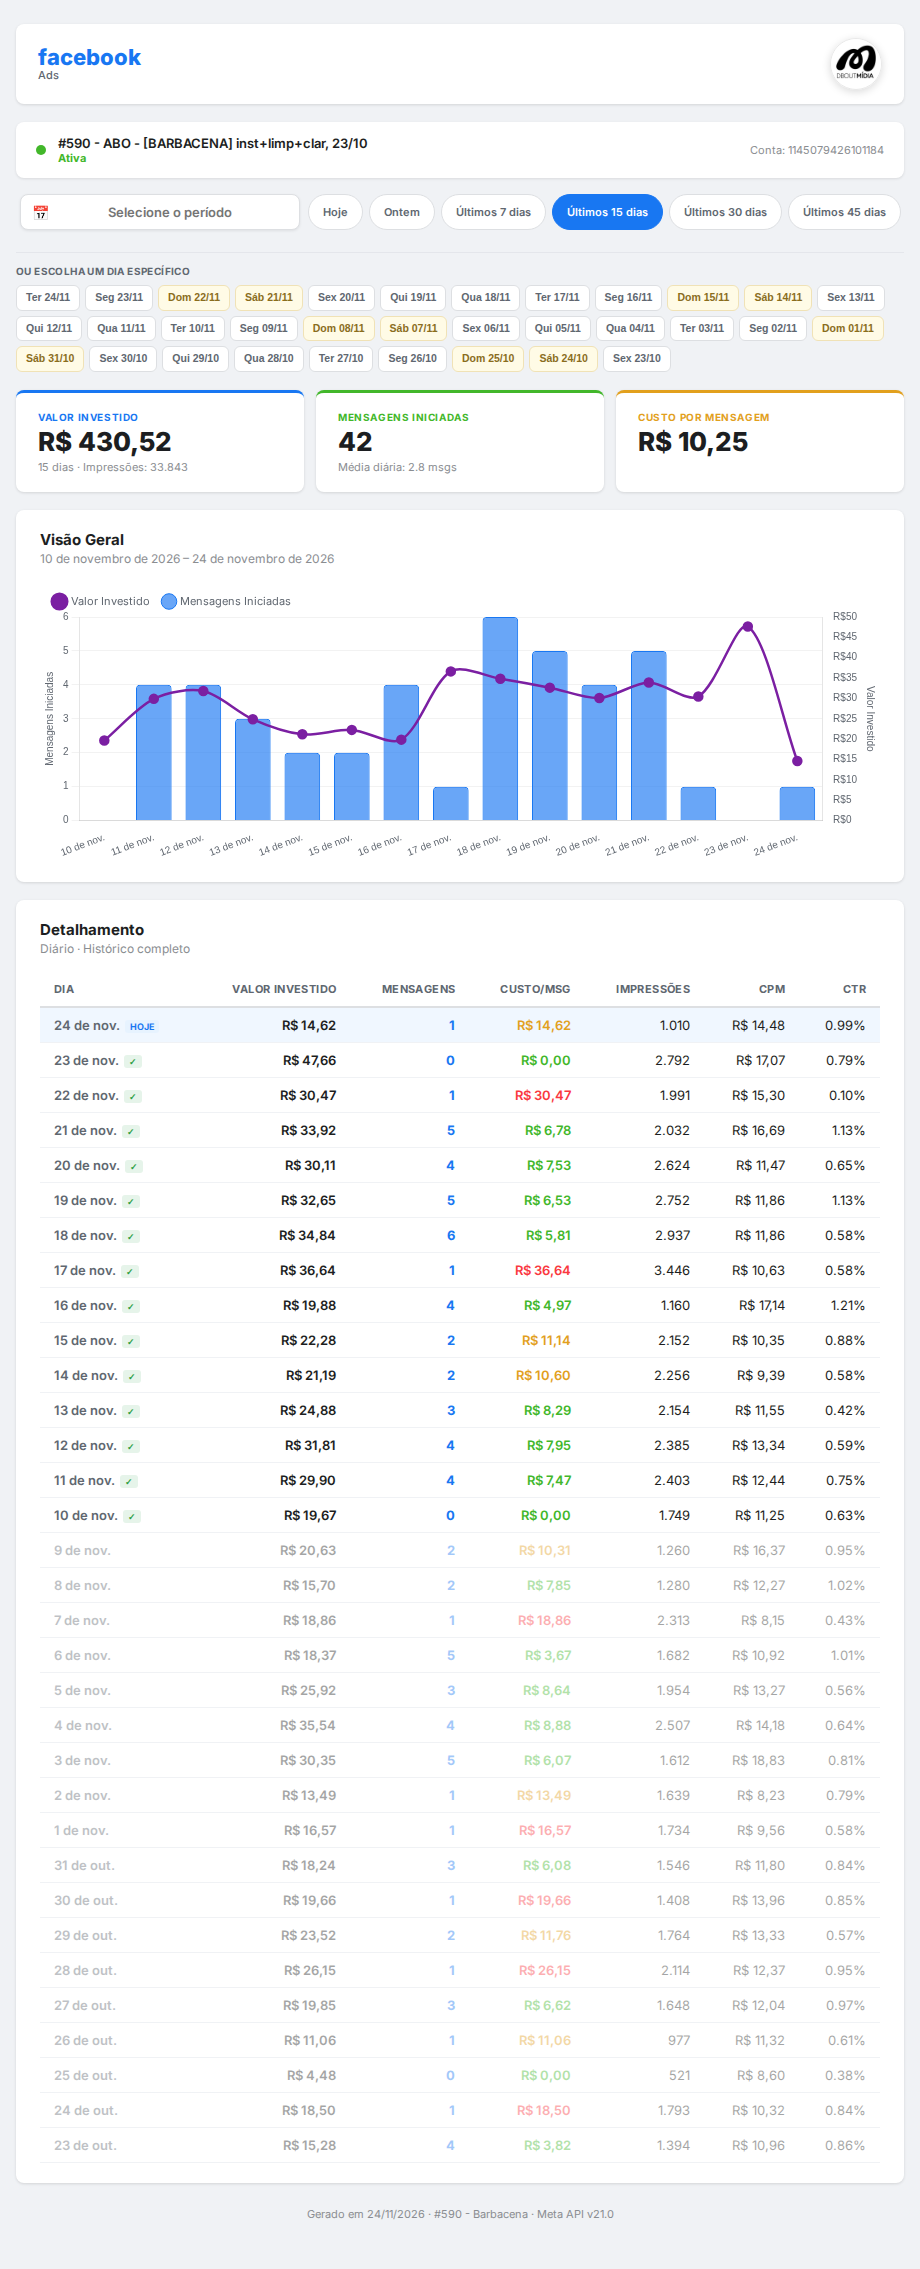 facebook
Ads
DBOUTMÍDIA
#590 - ABO - [BARBACENA] inst+limp+clar, 23/10
Ativa
Conta: 1145079426101184
Selecione o período Hoje Ontem Últimos 7 dias Últimos 15 dias Últimos 30 dias Últimos 45 dias
OU ESCOLHA UM DIA ESPECÍFICO
Ter 24/11 Seg 23/11 Dom 22/11 Sáb 21/11 Sex 20/11 Qui 19/11 Qua 18/11 Ter 17/11 Seg 16/11 Dom 15/11 Sáb 14/11 Sex 13/11
Qui 12/11 Qua 11/11 Ter 10/11 Seg 09/11 Dom 08/11 Sáb 07/11 Sex 06/11 Qui 05/11 Qua 04/11 Ter 03/11 Seg 02/11 Dom 01/11
Sáb 31/10 Sex 30/10 Qui 29/10 Qua 28/10 Ter 27/10 Seg 26/10 Dom 25/10 Sáb 24/10 Sex 23/10
VALOR INVESTIDO
R$ 430,52
15 dias · Impressões: 33.843
MENSAGENS INICIADAS
42
Média diária: 2.8 msgs
CUSTO POR MENSAGEM
R$ 10,25
Visão Geral
10 de novembro de 2026 – 24 de novembro de 2026
Valor Investido Mensagens Iniciadas
Mensagens Iniciadas
6
5
4
3
2
1
0
R$50
R$45
R$40
R$35
R$30
R$25
R$20
R$15
R$10
R$5
R$0
Valor Investido
10 de nov. 11 de nov. 12 de nov. 13 de nov. 14 de nov. 15 de nov. 16 de nov. 17 de nov. 18 de nov. 19 de nov. 20 de nov. 21 de nov. 22 de nov. 23 de nov. 24 de nov.
Detalhamento
Diário · Histórico completo
DIA VALOR INVESTIDO MENSAGENS CUSTO/MSG IMPRESSÕES CPM CTR
24 de nov. HOJE R$ 14,62 1 R$ 14,62 1.010 R$ 14,48 0.99%
23 de nov. ✓ R$ 47,66 0 R$ 0,00 2.792 R$ 17,07 0.79%
22 de nov. ✓ R$ 30,47 1 R$ 30,47 1.991 R$ 15,30 0.10%
21 de nov. ✓ R$ 33,92 5 R$ 6,78 2.032 R$ 16,69 1.13%
20 de nov. ✓ R$ 30,11 4 R$ 7,53 2.624 R$ 11,47 0.65%
19 de nov. ✓ R$ 32,65 5 R$ 6,53 2.752 R$ 11,86 1.13%
18 de nov. ✓ R$ 34,84 6 R$ 5,81 2.937 R$ 11,86 0.58%
17 de nov. ✓ R$ 36,64 1 R$ 36,64 3.446 R$ 10,63 0.58%
16 de nov. ✓ R$ 19,88 4 R$ 4,97 1.160 R$ 17,14 1.21%
15 de nov. ✓ R$ 22,28 2 R$ 11,14 2.152 R$ 10,35 0.88%
14 de nov. ✓ R$ 21,19 2 R$ 10,60 2.256 R$ 9,39 0.58%
13 de nov. ✓ R$ 24,88 3 R$ 8,29 2.154 R$ 11,55 0.42%
12 de nov. ✓ R$ 31,81 4 R$ 7,95 2.385 R$ 13,34 0.59%
11 de nov. ✓ R$ 29,90 4 R$ 7,47 2.403 R$ 12,44 0.75%
10 de nov. ✓ R$ 19,67 0 R$ 0,00 1.749 R$ 11,25 0.63%
9 de nov. R$ 20,63 2 R$ 10,31 1.260 R$ 16,37 0.95%
8 de nov. R$ 15,70 2 R$ 7,85 1.280 R$ 12,27 1.02%
7 de nov. R$ 18,86 1 R$ 18,86 2.313 R$ 8,15 0.43%
6 de nov. R$ 18,37 5 R$ 3,67 1.682 R$ 10,92 1.01%
5 de nov. R$ 25,92 3 R$ 8,64 1.954 R$ 13,27 0.56%
4 de nov. R$ 35,54 4 R$ 8,88 2.507 R$ 14,18 0.64%
3 de nov. R$ 30,35 5 R$ 6,07 1.612 R$ 18,83 0.81%
2 de nov. R$ 13,49 1 R$ 13,49 1.639 R$ 8,23 0.79%
1 de nov. R$ 16,57 1 R$ 16,57 1.734 R$ 9,56 0.58%
31 de out. R$ 18,24 3 R$ 6,08 1.546 R$ 11,80 0.84%
30 de out. R$ 19,66 1 R$ 19,66 1.408 R$ 13,96 0.85%
29 de out. R$ 23,52 2 R$ 11,76 1.764 R$ 13,33 0.57%
28 de out. R$ 26,15 1 R$ 26,15 2.114 R$ 12,37 0.95%
27 de out. R$ 19,85 3 R$ 6,62 1.648 R$ 12,04 0.97%
26 de out. R$ 11,06 1 R$ 11,06 977 R$ 11,32 0.61%
25 de out. R$ 4,48 0 R$ 0,00 521 R$ 8,60 0.38%
24 de out. R$ 18,50 1 R$ 18,50 1.793 R$ 10,32 0.84%
23 de out. R$ 15,28 4 R$ 3,82 1.394 R$ 10,96 0.86%
Gerado em 24/11/2026 · #590 - Barbacena · Meta API v21.0